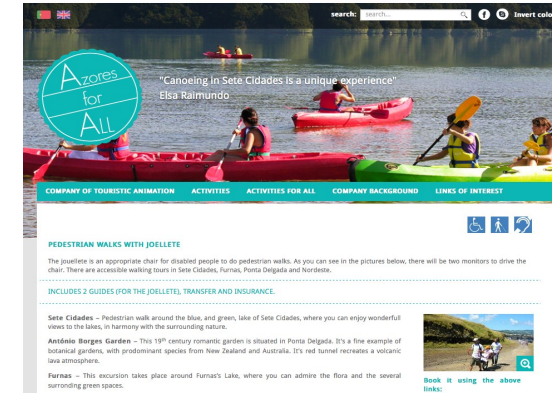 search: search... Invert colo
Azores
for
All
"Canoeing in Sete Cidades is a unique experience"
Elsa Raimundo
COMPANY OF TOURISTIC ANIMATION ACTIVITIES ACTIVITIES FOR ALL COMPANY BACKGROUND LINKS OF INTEREST
PEDESTRIAN WALKS WITH JOELLETE
The jouellete is an appropriate chair for disabled people to do pedestrian walks. As you can see in the pictures below, there will be two monitors to drive the
chair. There are accessible walking tours in Sete Cidades, Furnas, Ponta Delgada and Nordeste.
INCLUDES 2 GUIDES (FOR THE JOELLETE), TRANSFER AND INSURANCE.
Sete Cidades – Pedestrian walk around the blue, and green, lake of Sete Cidades, where you can enjoy wonderfull
views to the lakes, in harmony with the surrounding nature.
António Borges Garden – This 19th century romantic garden is situated in Ponta Delgada. It's a fine example of
botanical gardens, with prodominant species from New Zealand and Australia. It's red tunnel recreates a volcanic
lava atmosphere.
Furnas – This excursion takes place around Furnas's Lake, where you can admire the flora and the several
surronding green spaces.
Book it using the above
links: